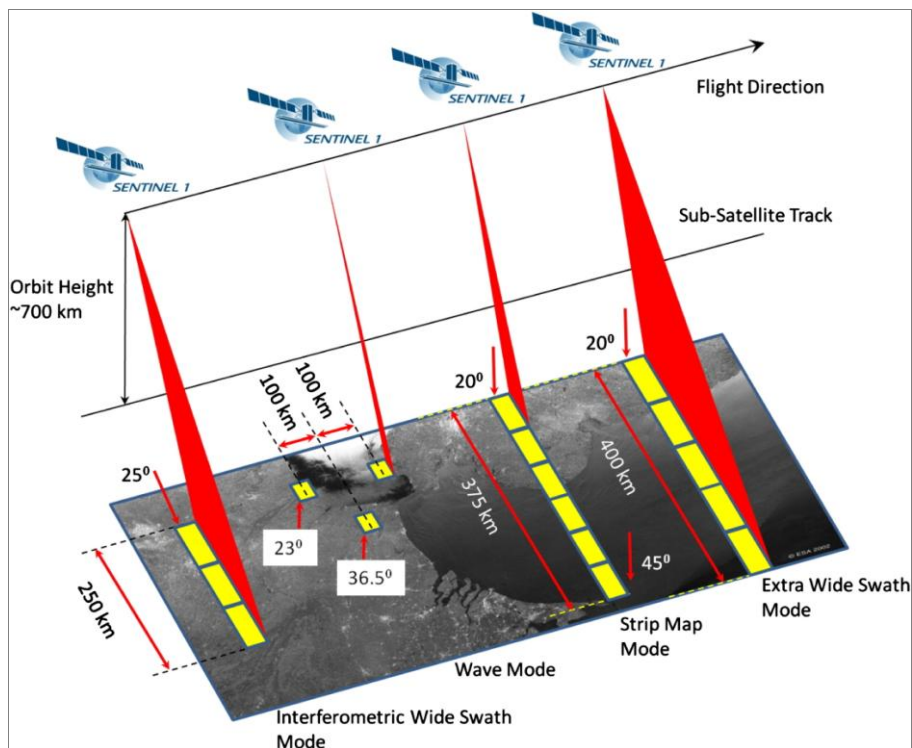 SENTINEL 1
SENTINEL 1
SENTINEL 1
SENTINEL 1
Flight Direction
Sub-Satellite Track
Orbit Height
~700 km
20⁰
20⁰
100 km
100 km
25⁰
23⁰
36.5⁰
375 km
400 km
45⁰
250 km
© ESA 2002
Extra Wide Swath
Mode
Strip Map
Mode
Wave Mode
Interferometric Wide Swath
Mode